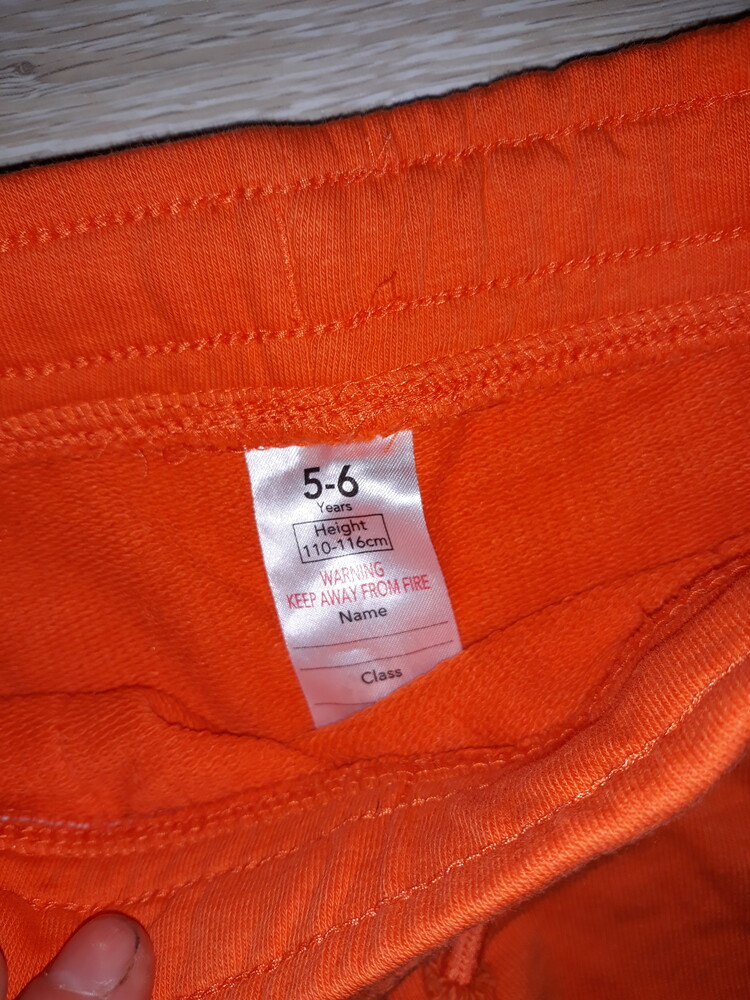 5-6
Years
Height
110-116cm
WARNING
KEEP AWAY FROM FIRE
Name
Class